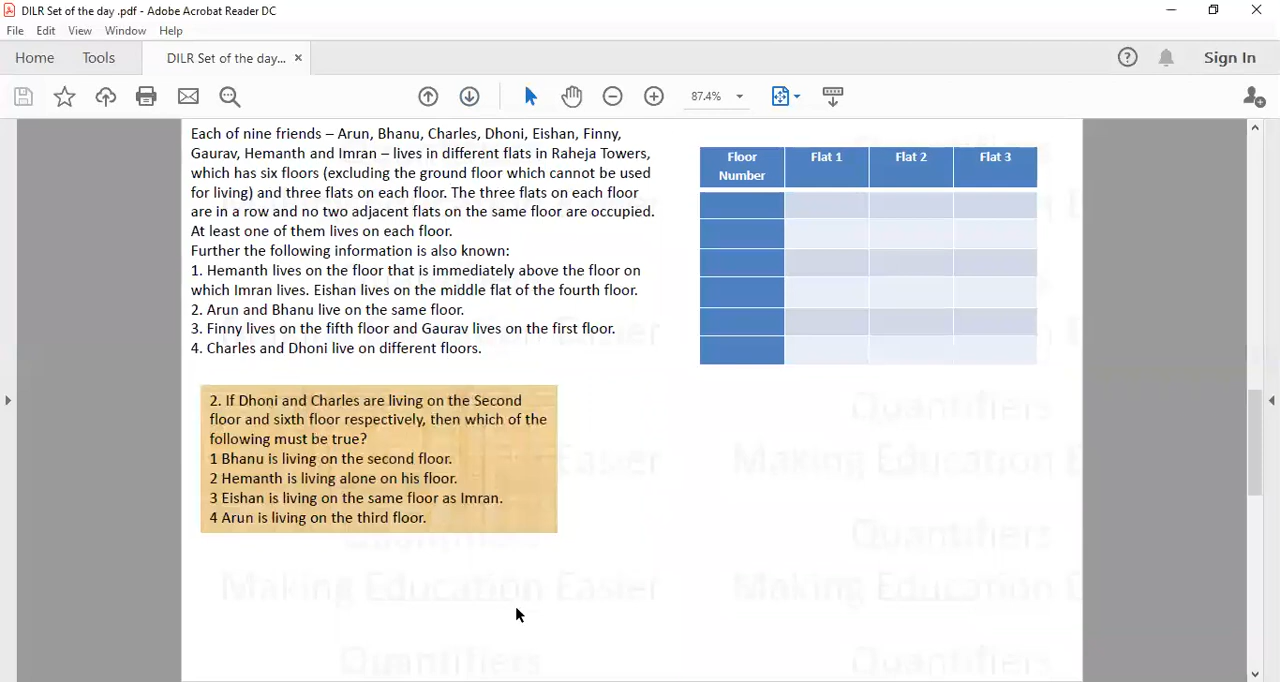 DILR Set of the day .pdf - Adobe Acrobat Reader DC
File Edit View Window Help
Home Tools DILR Set of the day... × Sign In
87.4%
Each of nine friends – Arun, Bhanu, Charles, Dhoni, Eishan, Finny,
Gaurav, Hemanth and Imran – lives in different flats in Raheja Towers,
which has six floors (excluding the ground floor which cannot be used
for living) and three flats on each floor. The three flats on each floor
are in a row and no two adjacent flats on the same floor are occupied.
At least one of them lives on each floor.
Further the following information is also known:
1. Hemanth lives on the floor that is immediately above the floor on
which Imran lives. Eishan lives on the middle flat of the fourth floor.
2. Arun and Bhanu live on the same floor.
3. Finny lives on the fifth floor and Gaurav lives on the first floor.
4. Charles and Dhoni live on different floors.
Floor Number Flat 1 Flat 2 Flat 3
2. If Dhoni and Charles are living on the Second
floor and sixth floor respectively, then which of the
following must be true?
1 Bhanu is living on the second floor.
2 Hemanth is living alone on his floor.
3 Eishan is living on the same floor as Imran.
4 Arun is living on the third floor.
Quantifiers
Making Education E
Quantifiers
Making Education Easier Making Education E
Quantifiers Quantifiers